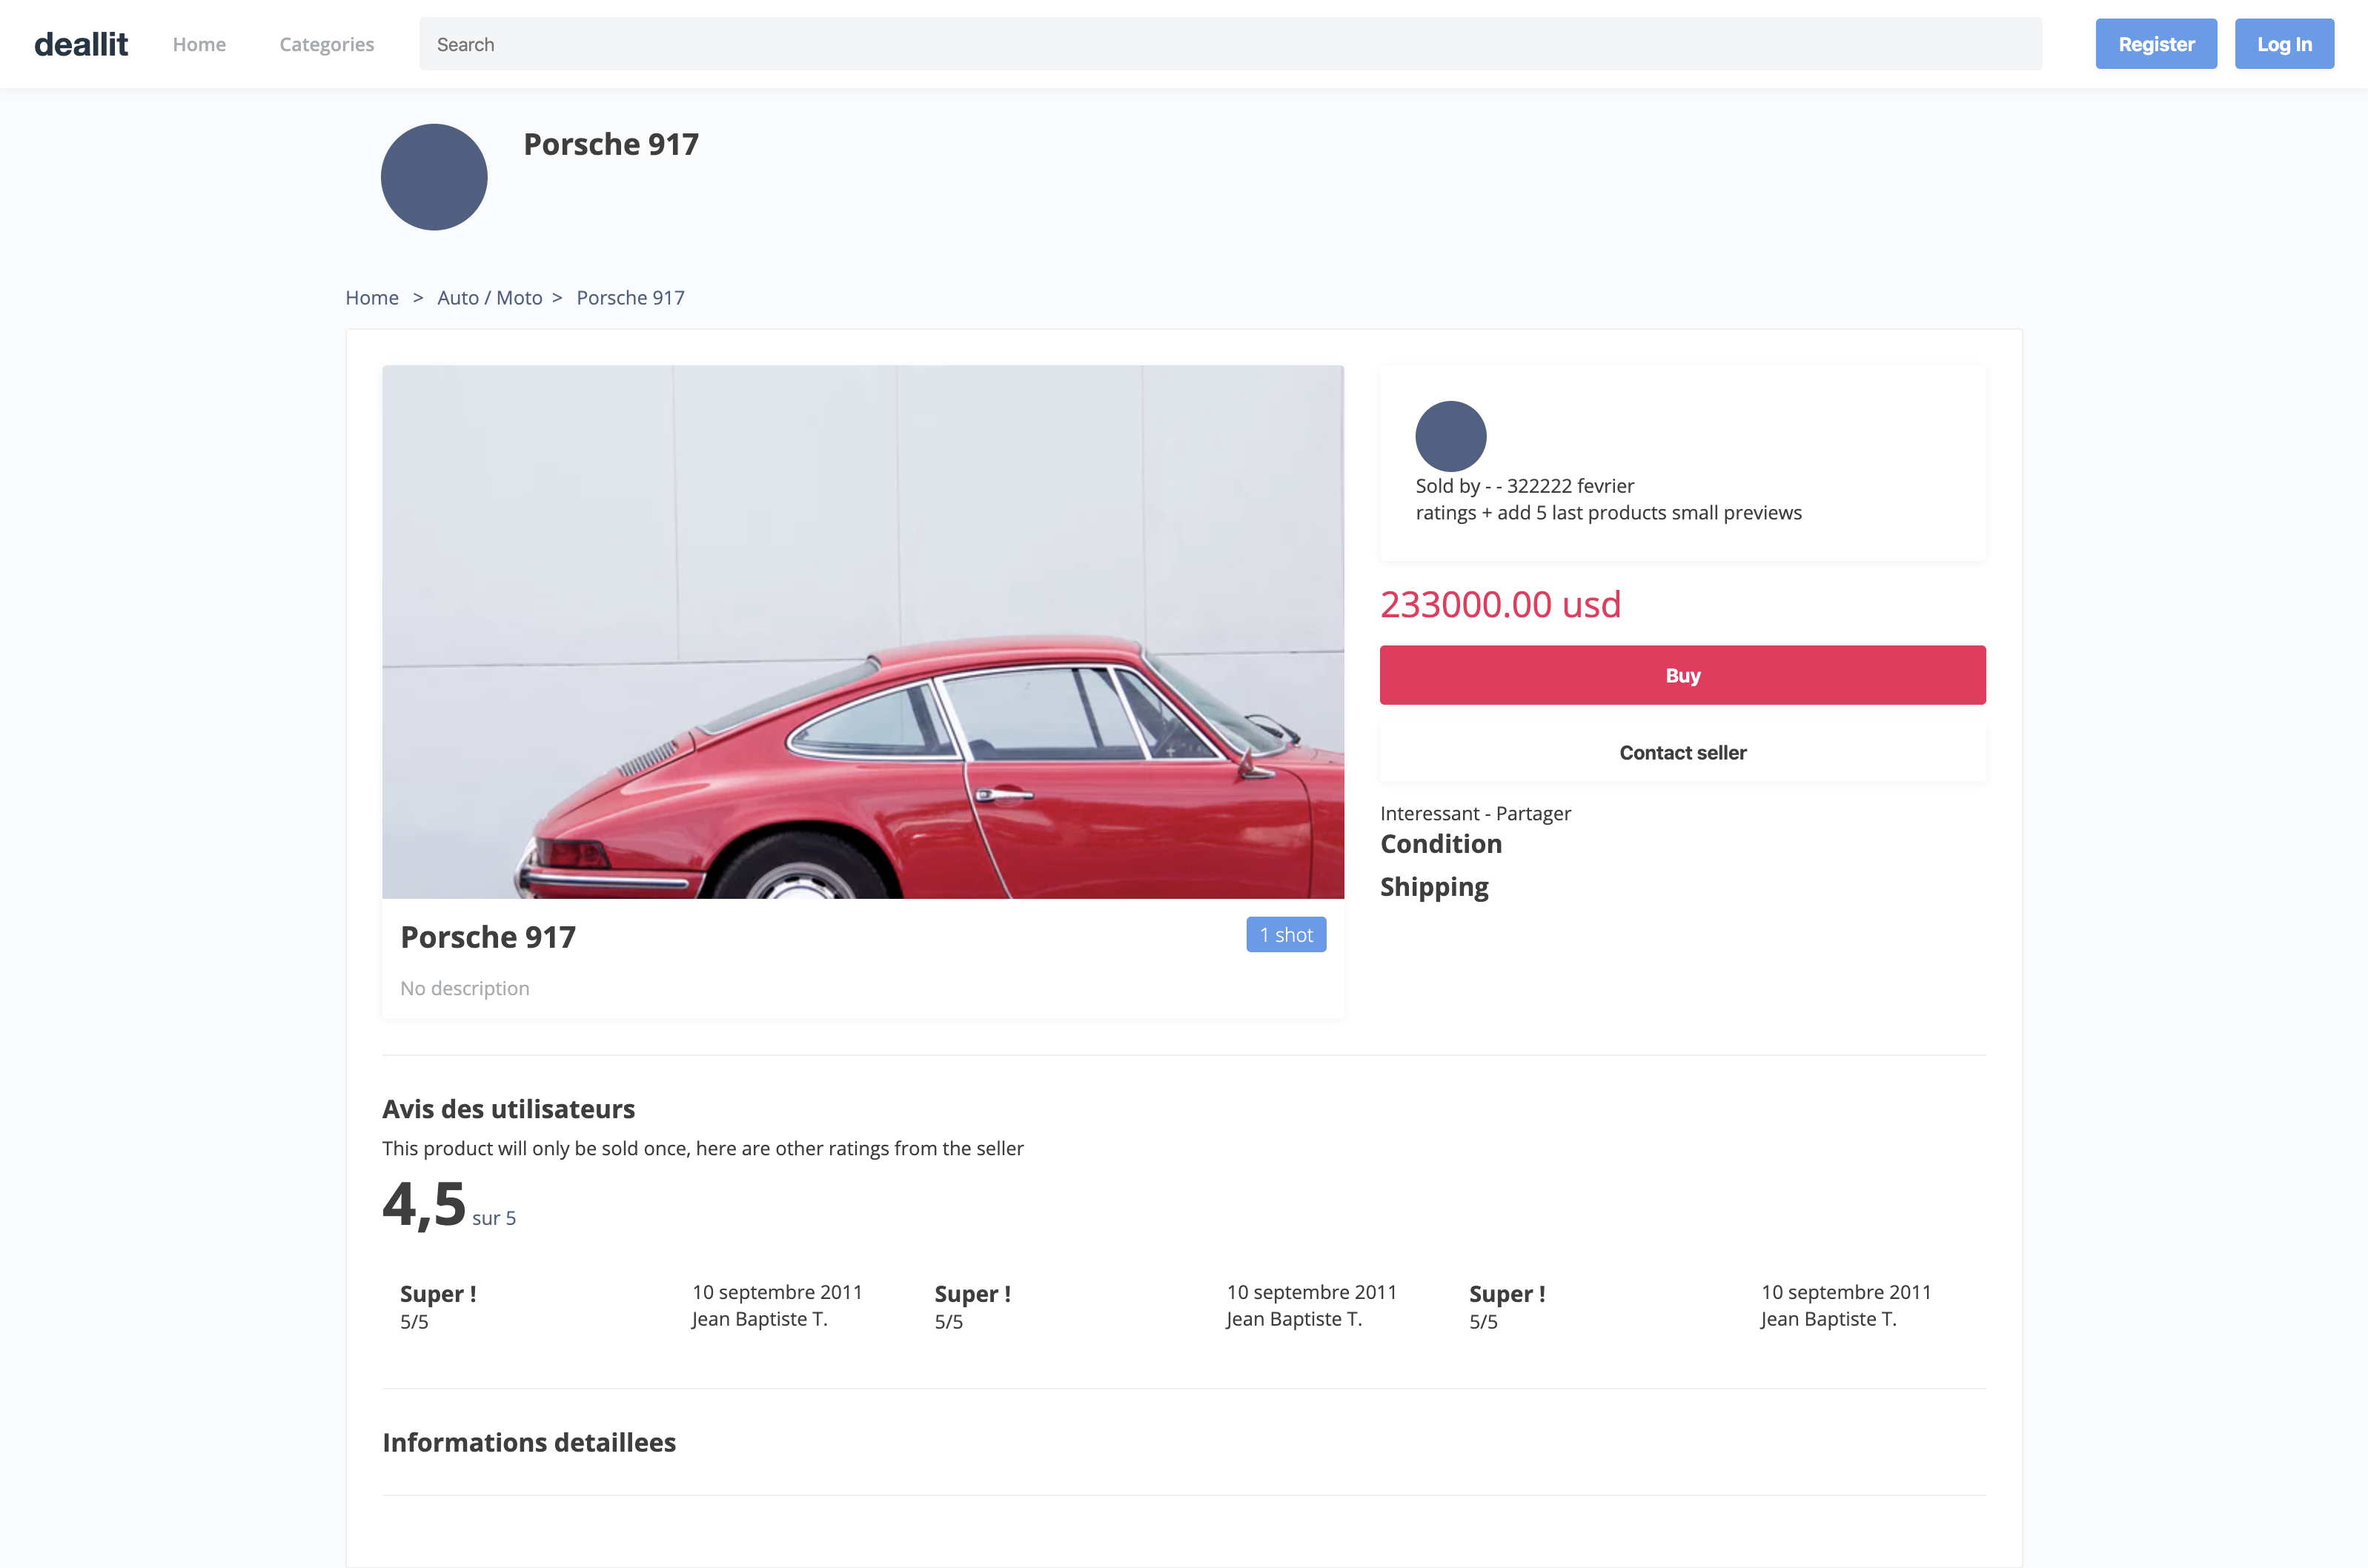 deallit
Home
Categories
Search
Register
Log In
Porsche 917
Home > Auto / Moto > Porsche 917
Sold by - - 322222 fevrier
ratings + add 5 last products small previews
233000.00 usd
Buy
Contact seller
Interessant - Partager
Condition
Shipping
Porsche 917
1 shot
No description
Avis des utilisateurs
This product will only be sold once, here are other ratings from the seller
4,5 sur 5
Super !
5/5
10 septembre 2011
Jean Baptiste T.
Super !
5/5
10 septembre 2011
Jean Baptiste T.
Super !
5/5
10 septembre 2011
Jean Baptiste T.
Informations detaillees